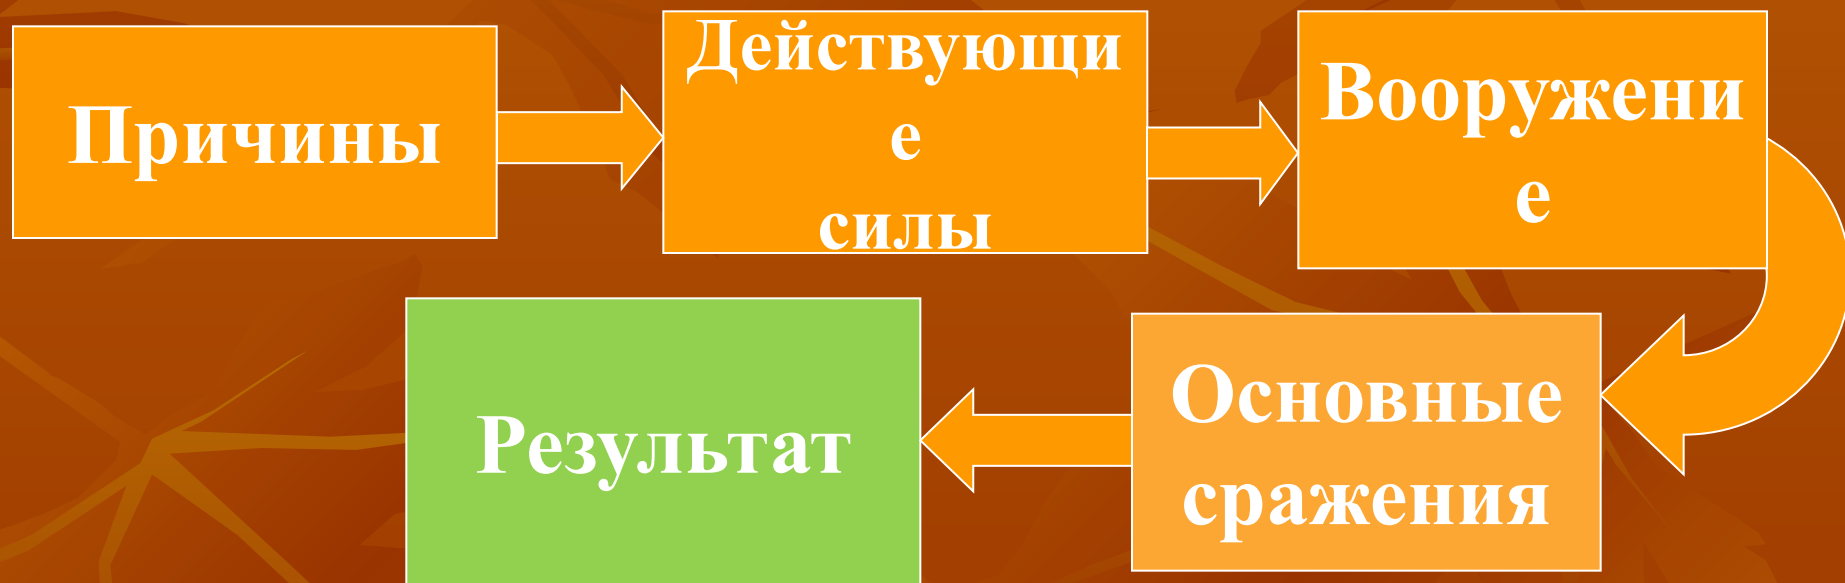 Причины
Действующи
е
силы
Вооружени
е
Основные
сражения
Результат